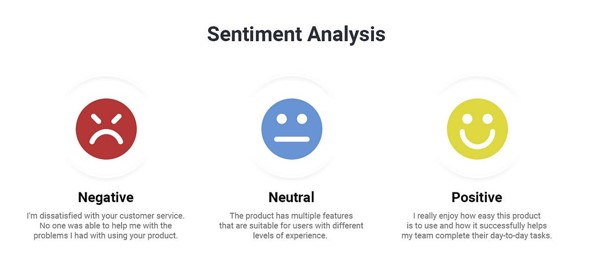 Sentiment Analysis
Negative
I'm dissatisfied with your customer service.
No one was able to help me with the
problems I had with using your product.
Neutral
The product has multiple features
that are suitable for users with different
levels of experience.
Positive
I really enjoy how easy this product
is to use and how it successfully helps
my team complete their day-to-day tasks.